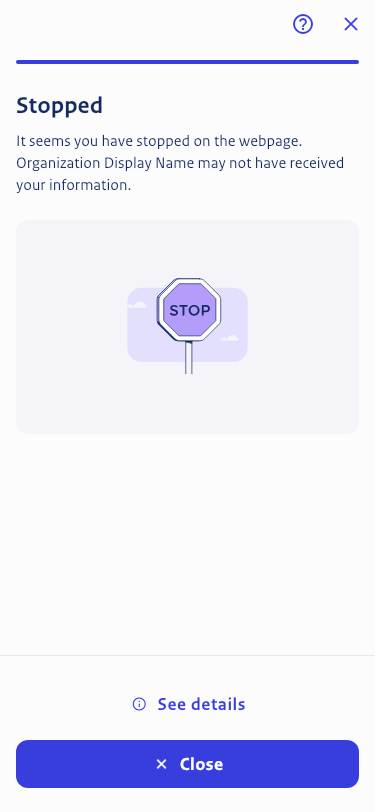 Stopped
It seems you have stopped on the webpage.
Organization Display Name may not have received
your information.
STOP
See details
Close